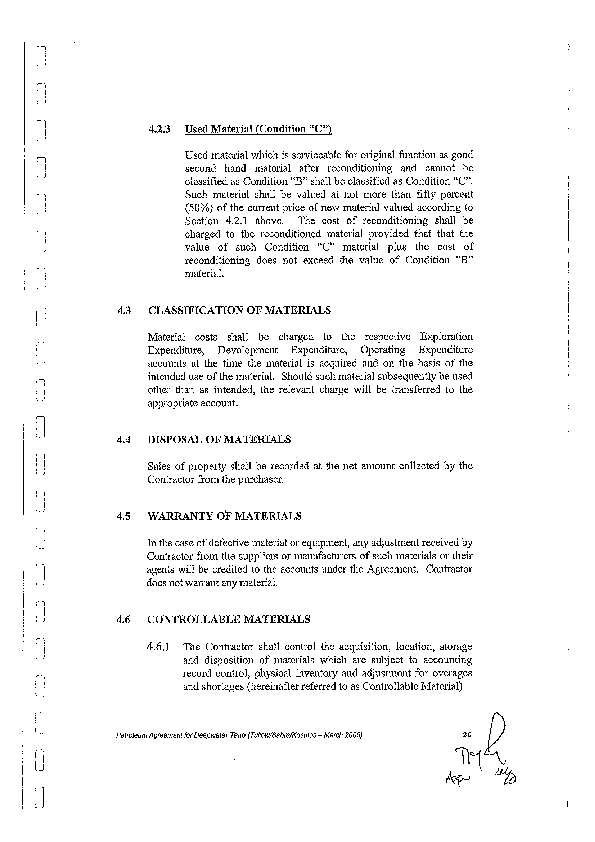 4.2.3 Used Material (Condition "C")
Used material which is serviceable for original function as good
second hand material after reconditioning and cannot be
classified as Condition "B" shall be classified as Condition "C".
Such material shall be valued at not more than fifty percent
(50%) of the current price of new material valued according to
Section 4.2.1 above. The cost of reconditioning shall be
charged to the reconditioned material provided that that the
value of such Condition "C" material plus the cost of
reconditioning does not exceed the value of Condition "B"
material.
4.3 CLASSIFICATION OF MATERIALS
Material costs shall be charged to the respective Exploration
Expenditure, Development Expenditure, Operating Expenditure
accounts at the time the material is acquired and on the basis of the
intended use of the material. Should such material subsequently be used
other than as intended, the relevant charge will be transferred to the
appropriate account.
4.4 DISPOSAL OF MATERIALS
Sales of property shall be recorded at the net amount collected by the
Contractor from the purchaser.
4.5 WARRANTY OF MATERIALS
In the case of defective material or equipment, any adjustment received by
Contractor from the suppliers or manufacturers of such materials or their
agents will be credited to the accounts under the Agreement. Contractor
does not warrant any material.
4.6 CONTROLLABLE MATERIALS
4.6.1 The Contractor shall control the acquisition, location, storage
and disposition of materials which are subject to accounting
record control, physical inventory and adjustment for overages
and shortages (hereinafter referred to as Controllable Material)
Petroleum Agreement for Deepwater Tano (Tullow/Sabre/Kosmos – March 2006)